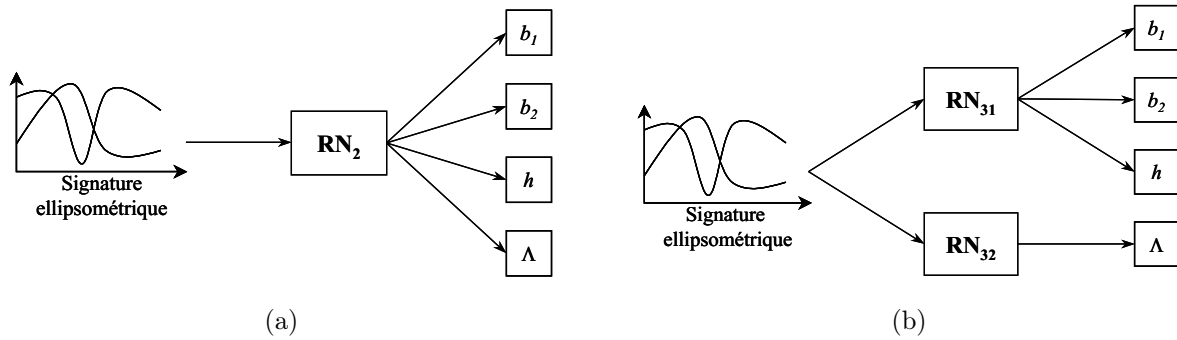 b₁
b₂
RN₂
h
Λ
Signature
ellipsométrique
(a)
b₁
RN₃₁
b₂
h
Signature
ellipsométrique
RN₃₂
Λ
(b)